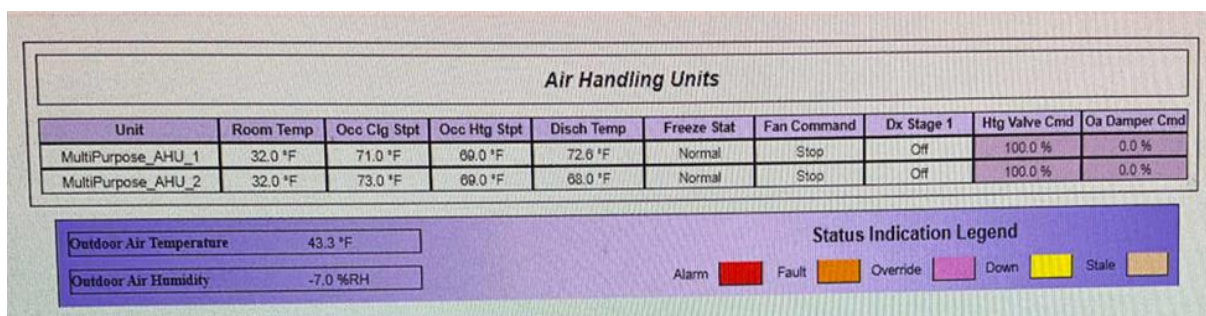 Air Handling Units
Unit Room Temp Occ Clg Stpt Occ Htg Stpt Disch Temp Freeze Stat Fan Command Dx Stage 1 Htg Valve Cmd Oa Damper Cmd
MultiPurpose_AHU_1 32.0 °F 71.0 °F 69.0 °F 72.6 °F Normal Stop Off 100.0 % 0.0 %
MultiPurpose_AHU_2 32.0 °F 73.0 °F 69.0 °F 68.0 °F Normal Stop Off 100.0 % 0.0 %
Outdoor Air Temperature 43.3 °F
Outdoor Air Humidity -7.0 %RH
Status Indication Legend
Alarm Fault Override Down Stale